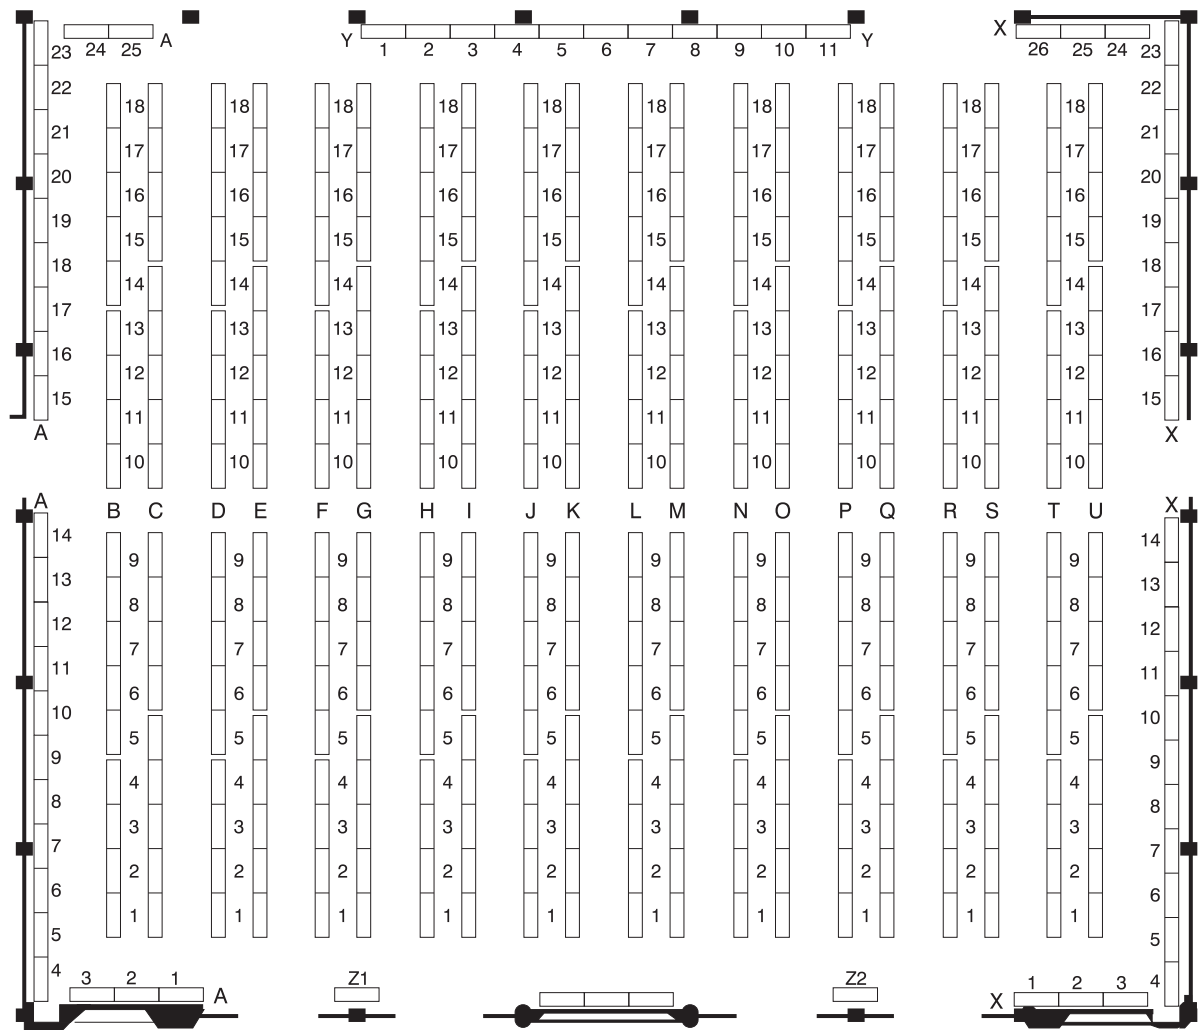 23 24 25 A Y 1 2 3 4 5 6 7 8 9 10 11 Y X 26 25 24 23
22 22
18 18 18 18 18 18 18 18 18 18
21 21
17 17 17 17 17 17 17 17 17 17
20 20
16 16 16 16 16 16 16 16 16 16
19 19
15 15 15 15 15 15 15 15 15 15
18 18
14 14 14 14 14 14 14 14 14 14
17 17
13 13 13 13 13 13 13 13 13 13
16 16
12 12 12 12 12 12 12 12 12 12
15 15
11 11 11 11 11 11 11 11 11 11
A X
10 10 10 10 10 10 10 10 10 10
A X
B C D E F G H I J K L M N O P Q R S T U
14 14
9 9 9 9 9 9 9 9 9 9
13 13
8 8 8 8 8 8 8 8 8 8
12 12
7 7 7 7 7 7 7 7 7 7
11 11
6 6 6 6 6 6 6 6 6 6
10 10
5 5 5 5 5 5 5 5 5 5
9 9
4 4 4 4 4 4 4 4 4 4
8 8
3 3 3 3 3 3 3 3 3 3
7 7
2 2 2 2 2 2 2 2 2 2
6 6
1 1 1 1 1 1 1 1 1 1
5 5
4 3 2 1 A Z1 Z2 X 1 2 3 4